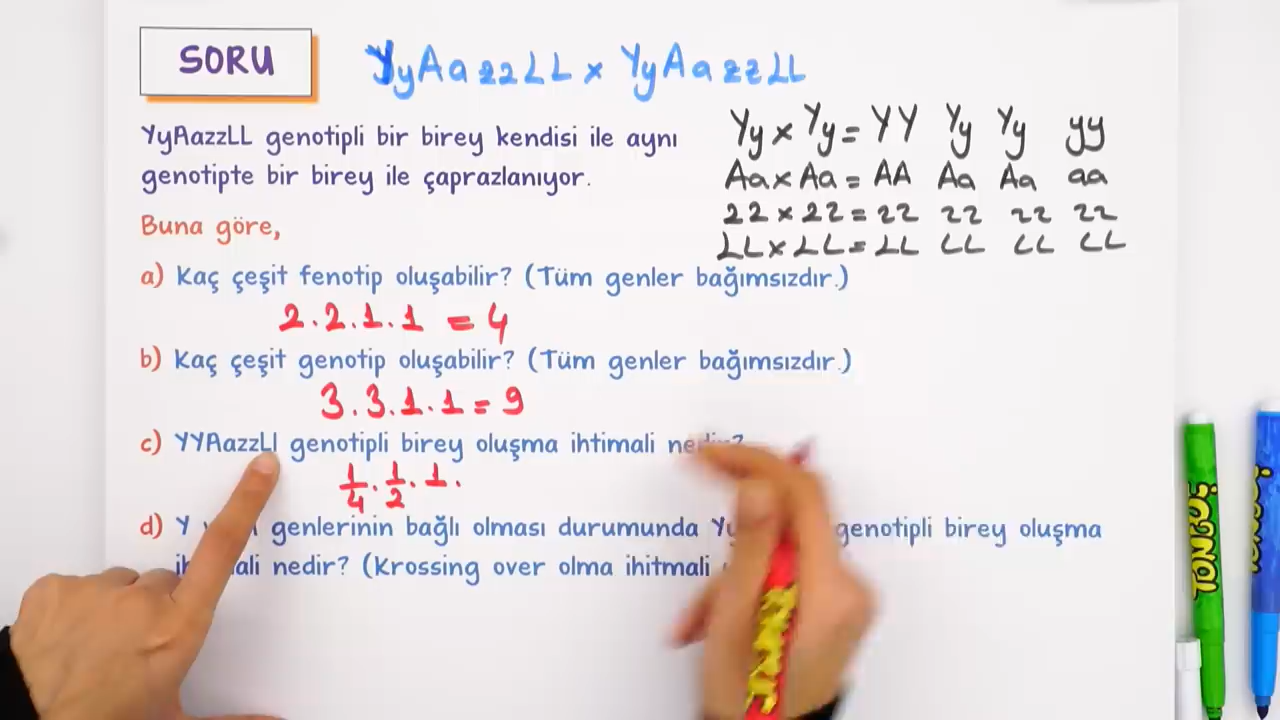 SORU
YyAazzLL x YyAazzLL
YyAazzLL genotipli bir birey kendisi ile aynı
genotipte bir birey ile çaprazlanıyor.
Yy x Yy = YY Yy Yy yy
Aa x Aa = AA Aa Aa aa
zz x zz = zz zz zz zz
LL x LL = LL LL LL LL
Buna göre,
a) Kaç çeşit fenotip oluşabilir? (Tüm genler bağımsızdır.)
2.2.1.1 = 4
b) Kaç çeşit genotip oluşabilir? (Tüm genler bağımsızdır.)
3.3.1.1 = 9
c) YYAazzLl genotipli birey oluşma ihtimali
1/4 . 1/2 . 1 .
d) Y genlerinin bağlı olması durumunda genotipli birey oluşma
nedir? (Krossing over olma ihitmali
TONGUÇ
TONGUÇ